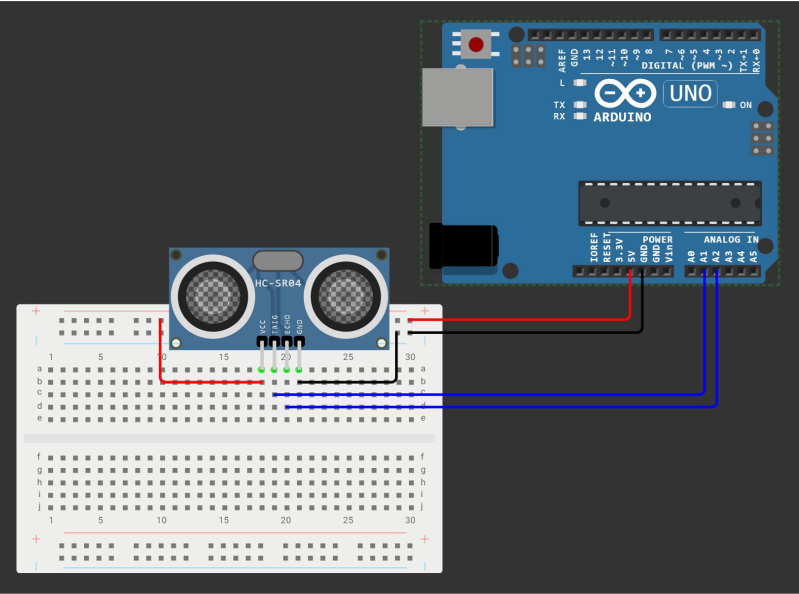 AREF
GND
13
12
~11
~10
~9
8
7
~6
~5
4
~3
2
TX→1
RX←0
DIGITAL (PWM ~)
L
TX
RX
UNO
ARDUINO
ON
IOREF
RESET
3.3V
5V
GND
GND
Vin
POWER
ANALOG IN
A0
A1
A2
A3
A4
A5
HC-SR04
VCC
TRIG
ECHO
GND
+ +
1 5 10 20 25 30
a a
b b
c c
d d
e e
f f
g g
h h
i i
j j
1 5 10 15 20 25 30
+ +